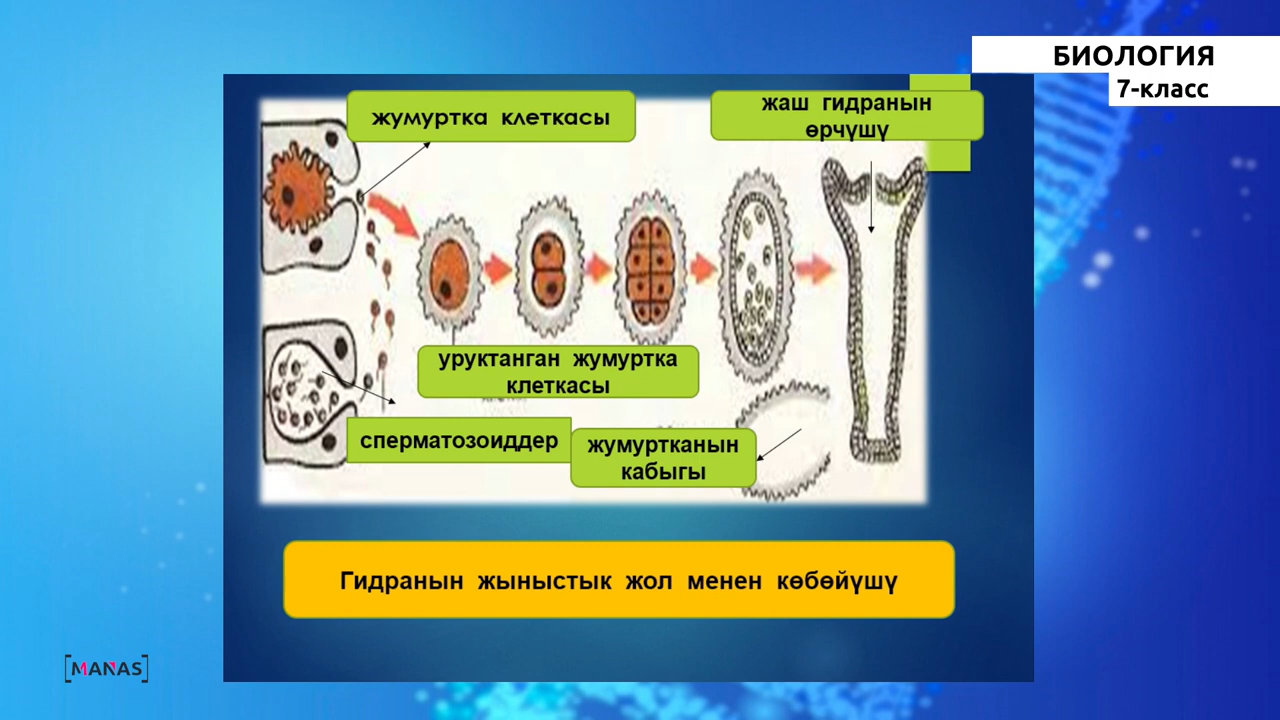 БИОЛОГИЯ
7-класс
жумуртка клеткасы
жаш гидранын
өрчүшү
уруктанган жумуртка
клеткасы
сперматозоиддер
жумуртканын
кабыгы
Гидранын жыныстык жол менен көбөйүшү
[MANAS]